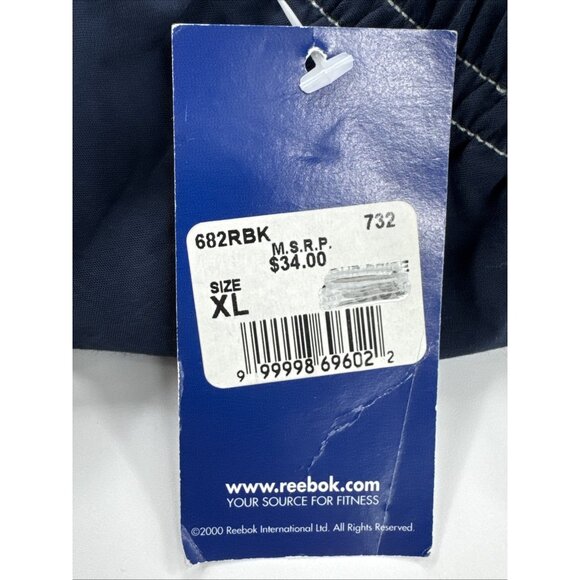 682RBK 732
M.S.R.P.
$34.00
SIZE
XL
9 99998 69602 2
www.reebok.com
YOUR SOURCE FOR FITNESS
©2000 Reebok International Ltd. All Rights Reserved.